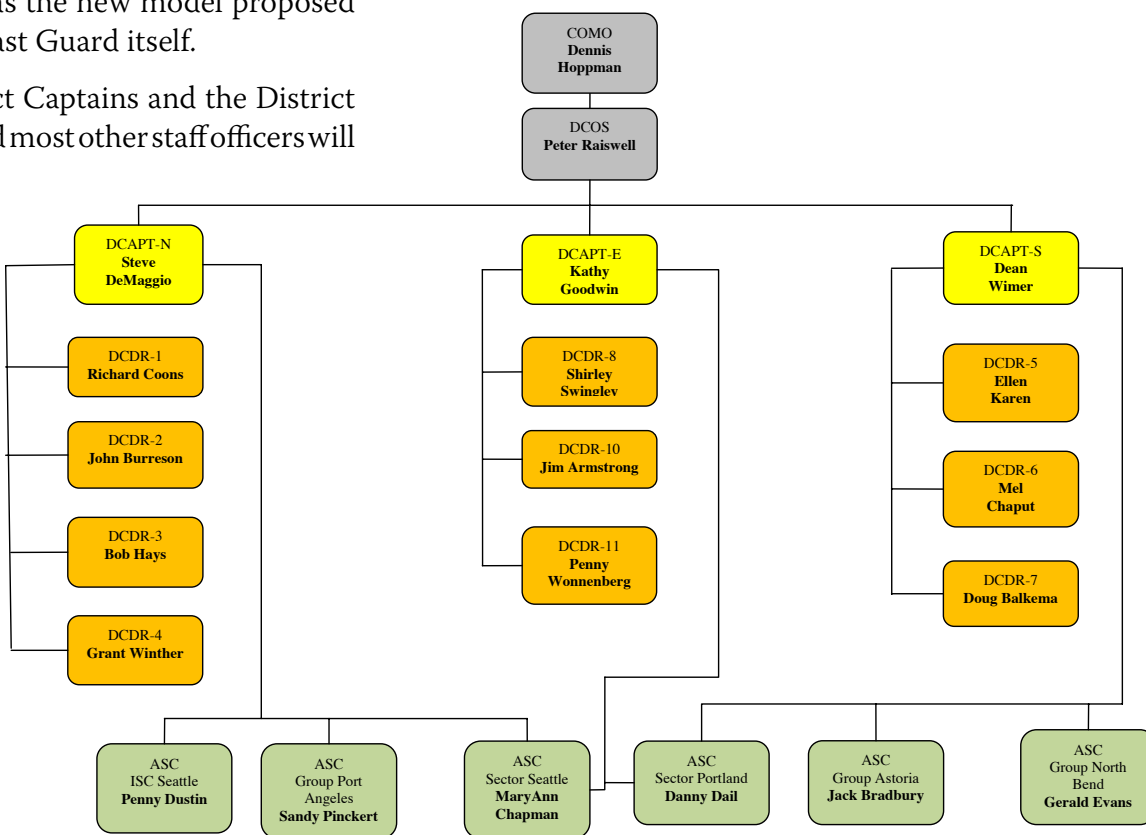 as the new model proposed
ast Guard itself.
ct Captains and the District
d most other staff officers will
COMO
Dennis
Hoppman
DCOS
Peter Raiswell
DCAPT-N
Steve
DeMaggio
DCAPT-E
Kathy
Goodwin
DCAPT-S
Dean
Wimer
DCDR-1
Richard Coons
DCDR-2
John Burreson
DCDR-3
Bob Hays
DCDR-4
Grant Winther
DCDR-8
Shirley
Swingley
DCDR-10
Jim Armstrong
DCDR-11
Penny
Wonnenberg
DCDR-5
Ellen
Karen
DCDR-6
Mel
Chaput
DCDR-7
Doug Balkema
ASC
ISC Seattle
Penny Dustin
ASC
Group Port
Angeles
Sandy Pinckert
ASC
Sector Seattle
MaryAnn
Chapman
ASC
Sector Portland
Danny Dail
ASC
Group Astoria
Jack Bradbury
ASC
Group North
Bend
Gerald Evans